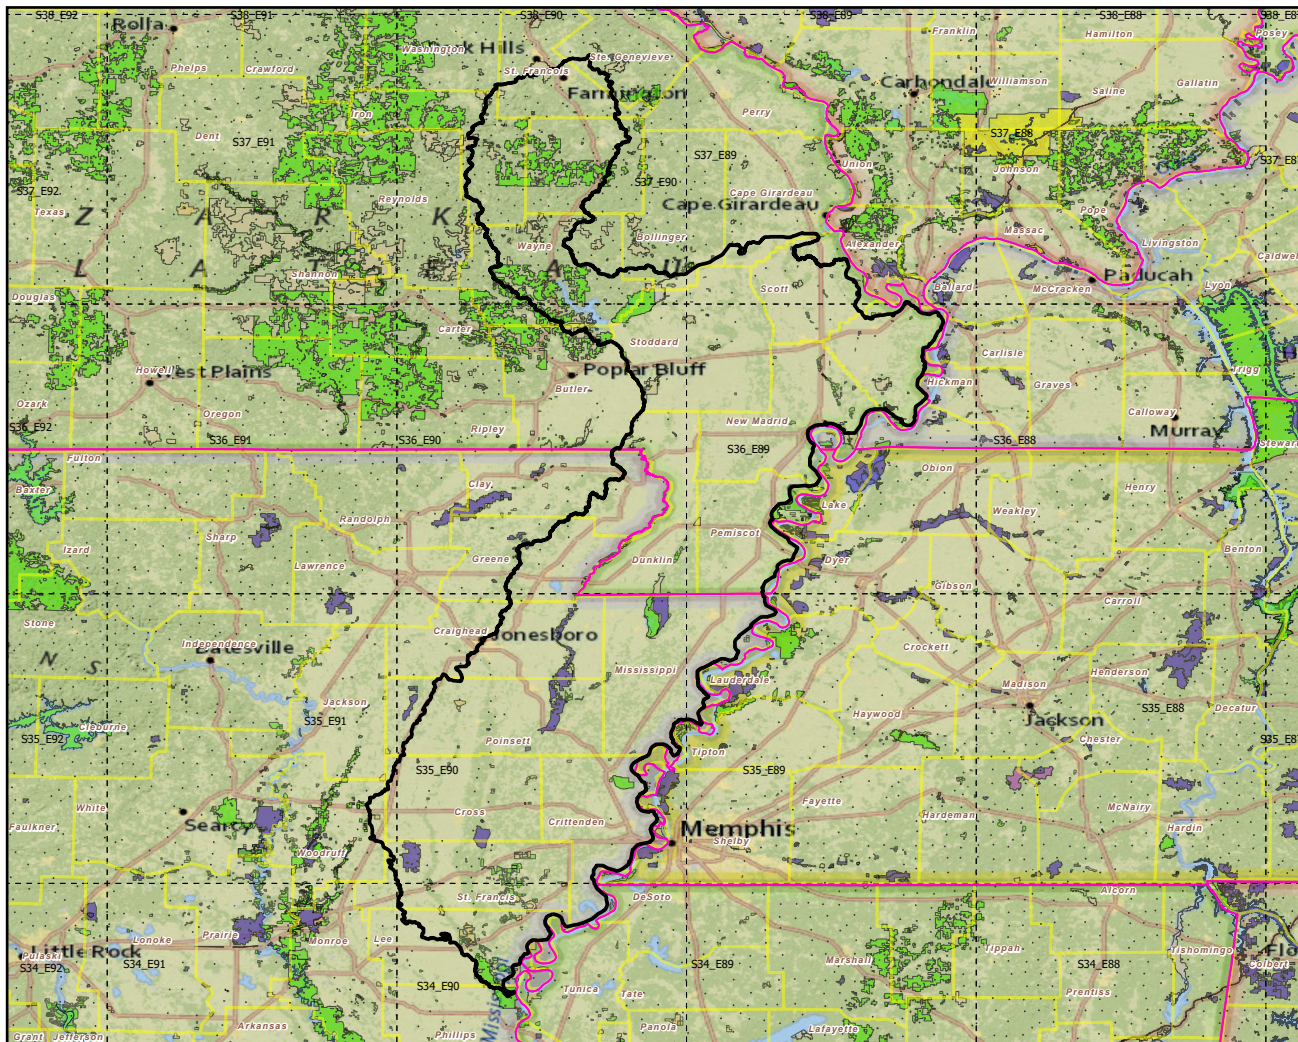 S38_E92
S38_E91
S38_E90
S38_E89
S38_E88
Rolla
Washington
Ste. Genevieve
Franklin
Hamilton
Posey
Phelps
Crawford
St. Francois
Farmington
Carbondale
Williamson
Saline
Gallatin
Iron
Perry
Dent
S37_E91
S37_E89
Union
S37_E88
Johnson
S37_E92
Texas
Z A R K
Reynolds
S37_E90
Cape Girardeau
Cape Girardeau
Pope
Wayne
Bollinger
Alexander
Massac
Livingston
L A T E A U
Shannon
Paducah
Douglas
Scott
Ballard
McCracken
Lyon
Carter
Stoddard
Carlisle
Howell
West Plains
Poplar Bluff
Butler
Hickman
Graves
Trigg
Ozark
Oregon
Calloway
S36_E92
Ripley
New Madrid
Murray
S36_E91
S36_E90
S36_E89
S36_E88
Stewart
Fulton
Baxter
Clay
Obion
Henry
Randolph
Lake
Weakley
Sharp
Pemiscot
Izard
Lawrence
Greene
Dunklin
Dyer
Benton
Gibson
Stone
Carroll
Craighead
Jonesboro
Independence
Batesville
Crockett
N S
Mississippi
Lauderdale
Madison
Henderson
Jackson
S35_E91
Haywood
Jackson
S35_E88
Decatur
Cleburne
S35_E92
Poinsett
Tipton
Chester
S35_E90
S35_E89
White
Cross
Crittenden
Fayette
Hardeman
McNairy
Faulkner
Searcy
Memphis
Shelby
Hardin
Woodruff
St. Francis
DeSoto
Alcorn
Lonoke
Prairie
Monroe
Lee
Little Rock
Pulaski
S34_E92
S34_E91
S34_E90
S34_E89
Marshall
Tippah
S34_E88
Tishomingo
Colbert
Tunica
Tate
Prentiss
Arkansas
Phillips
Panola
Lafayette
Grant
Jefferson